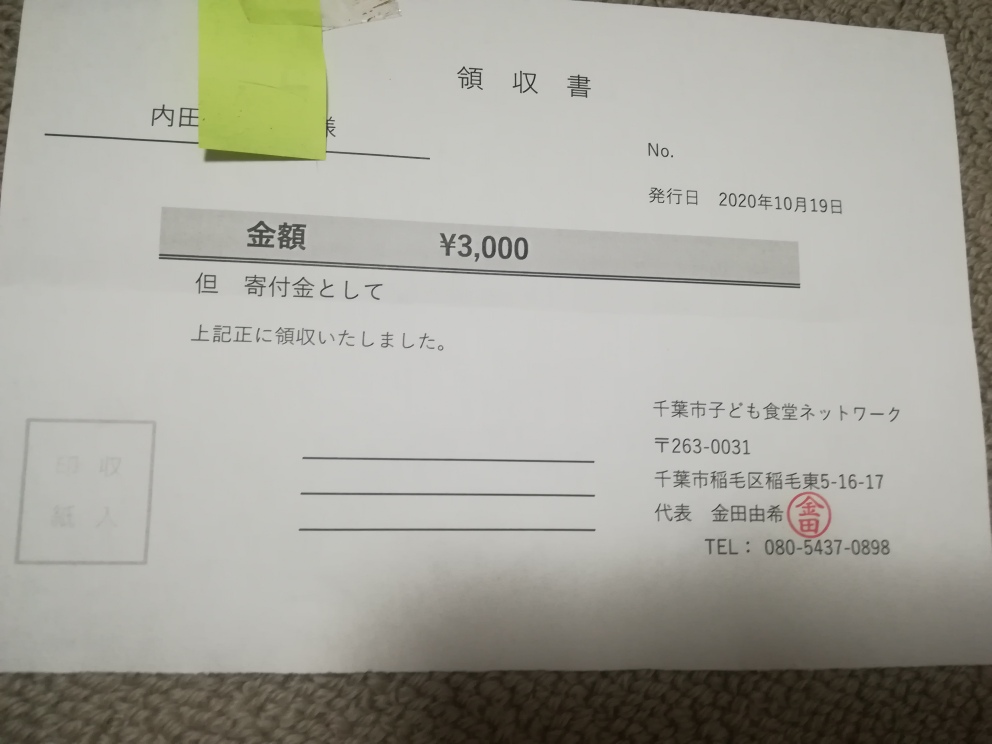 領 収 書
内田 様
No.
発行日 2020年10月19日
金額 ¥3,000
但 寄付金として
上記正に領収いたしました。
千葉市子ども食堂ネットワーク
〒263-0031
千葉市稲毛区稲毛東5-16-17
代表 金田由希
金田
TEL： 080-5437-0898
印 収
紙 入